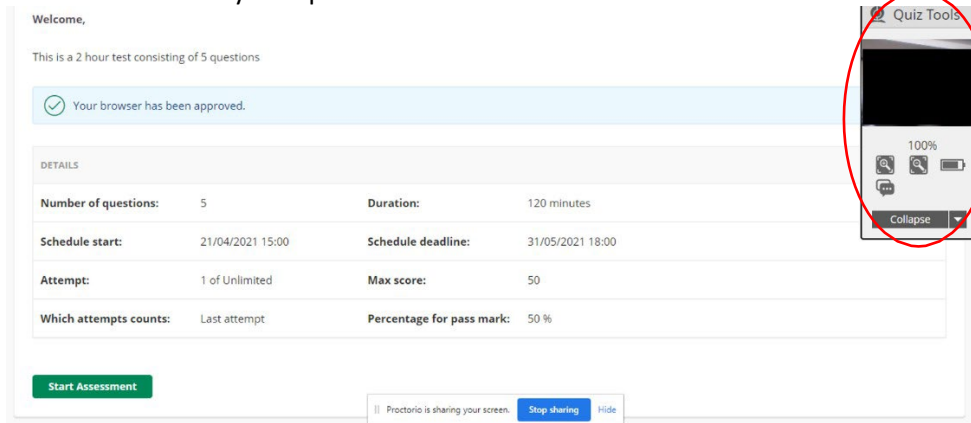 Welcome,
Quiz Tools
This is a 2 hour test consisting of 5 questions
Your browser has been approved.
100%
DETAILS
Number of questions: 5 Duration: 120 minutes
Collapse
Schedule start: 21/04/2021 15:00 Schedule deadline: 31/05/2021 18:00
Attempt: 1 of Unlimited Max score: 50
Which attempts counts: Last attempt Percentage for pass mark: 50 %
Start Assessment
Proctorio is sharing your screen. Stop sharing Hide